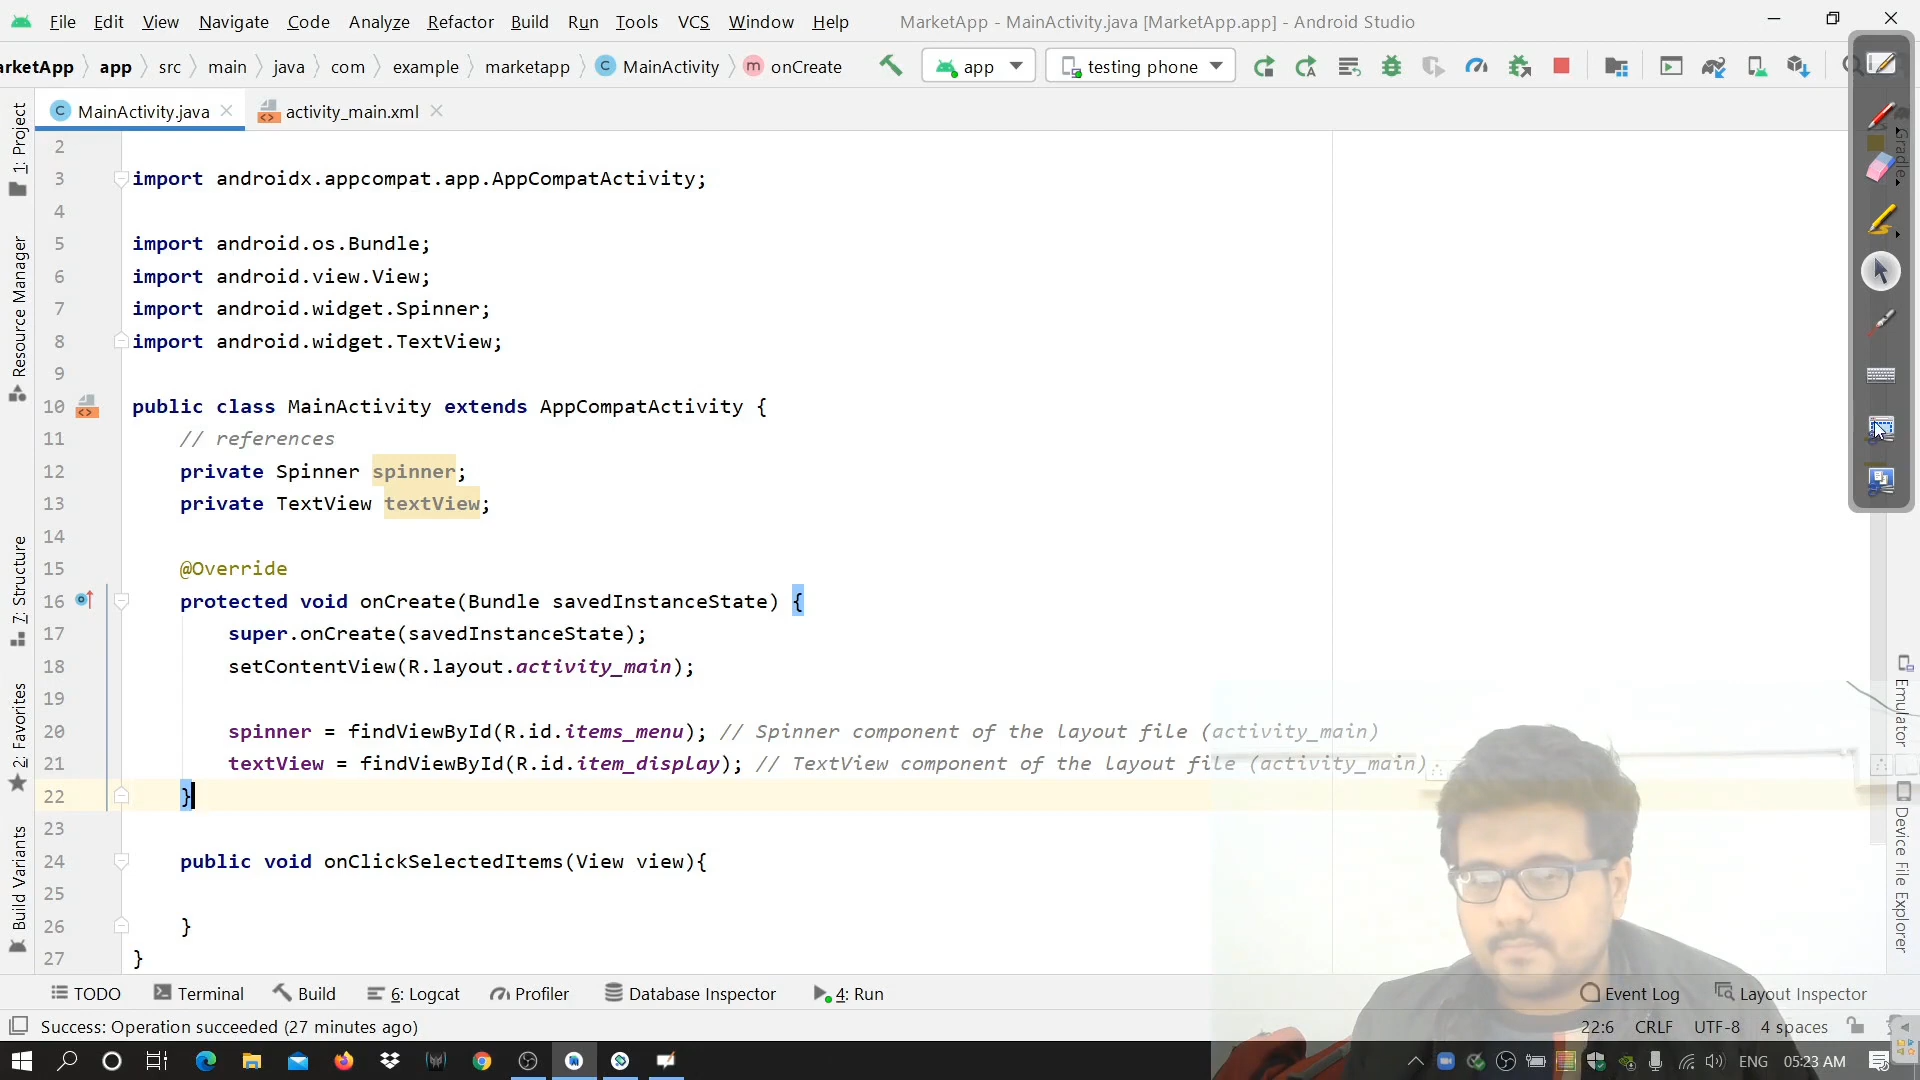 File Edit View Navigate Code Analyze Refactor Build Run Tools VCS Window Help MarketApp - MainActivity.java [MarketApp.app] - Android Studio
arketApp app src main java com example marketapp C MainActivity m onCreate app testing phone
C MainActivity.java activity_main.xml
1: Project
Resource Manager
7: Structure
2: Favorites
Build Variants
2
3 import androidx.appcompat.app.AppCompatActivity;
4
5 import android.os.Bundle;
6 import android.view.View;
7 import android.widget.Spinner;
8 import android.widget.TextView;
9
10 public class MainActivity extends AppCompatActivity {
11 // references
12 private Spinner spinner;
13 private TextView textView;
14
15 @Override
16 protected void onCreate(Bundle savedInstanceState) {
17 super.onCreate(savedInstanceState);
18 setContentView(R.layout.activity_main);
19
20 spinner = findViewById(R.id.items_menu); // Spinner component of the layout file (activity_main)
21 textView = findViewById(R.id.item_display); // TextView component of the layout file (activity_main)
22 }
23
24 public void onClickSelectedItems(View view){
25
26 }
27 }
Gradle
Emulator
Device File Explorer
TODO Terminal Build 6: Logcat Profiler Database Inspector 4: Run Event Log Layout Inspector
Success: Operation succeeded (27 minutes ago) 22:6 CRLF UTF-8 4 spaces
ENG 05:23 AM